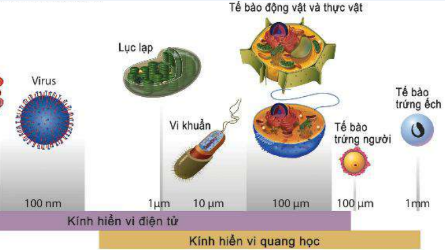 Tế bào động vật và thực vật
Lục lạp
Virus
Vi khuẩn
Tế bào
trứng người
Tế bào
trứng ếch
100 nm
1µm
10 µm
100 µm
100 µm
1mm
Kính hiển vi điện tử
Kính hiển vi quang học